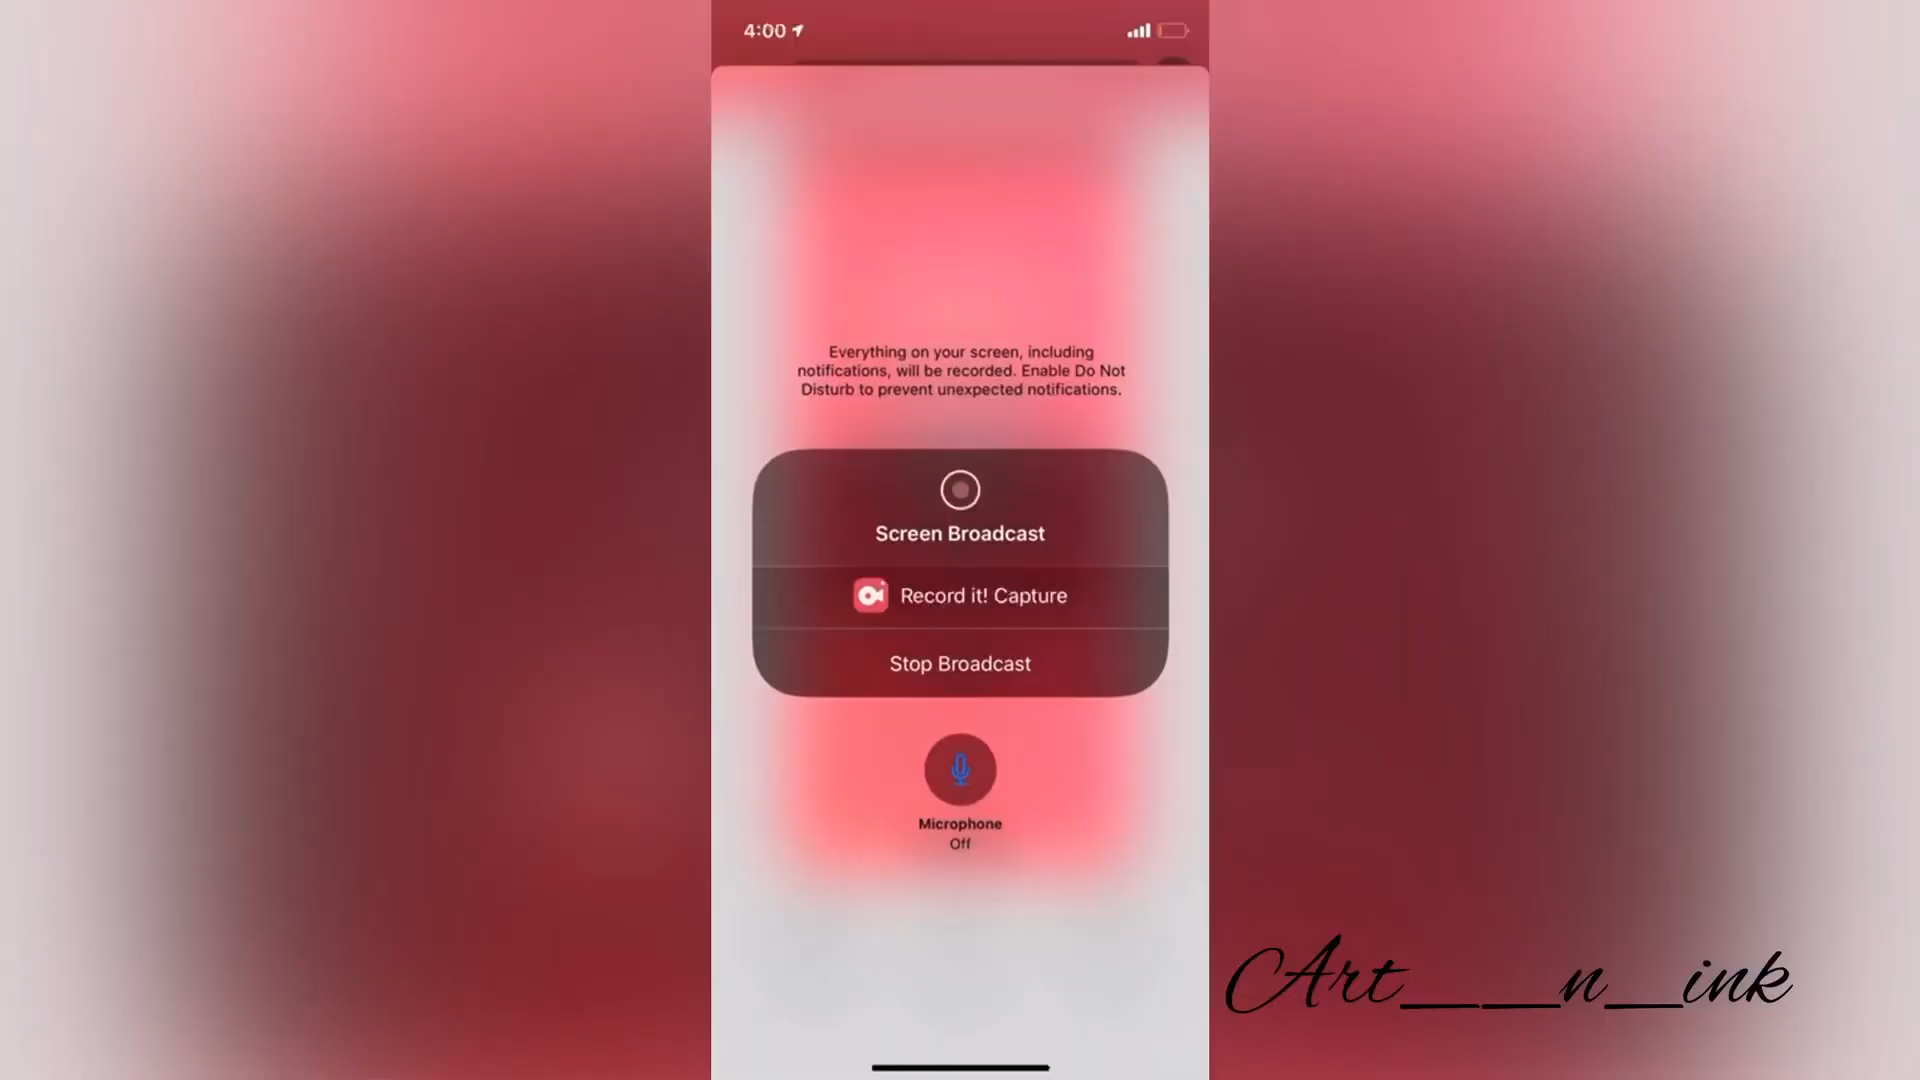 4:00
Everything on your screen, including
notifications, will be recorded. Enable Do Not
Disturb to prevent unexpected notifications.
Screen Broadcast
Record it! Capture
Stop Broadcast
Microphone
Off
Art___n__ink